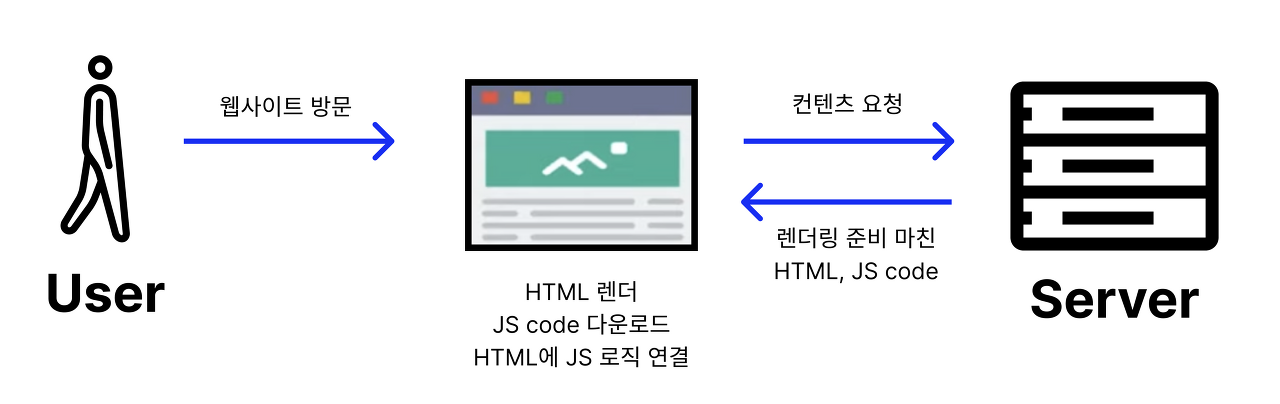 웹사이트 방문
컨텐츠 요청
렌더링 준비 마친
HTML, JS code
User
HTML 렌더
JS code 다운로드
HTML에 JS 로직 연결
Server